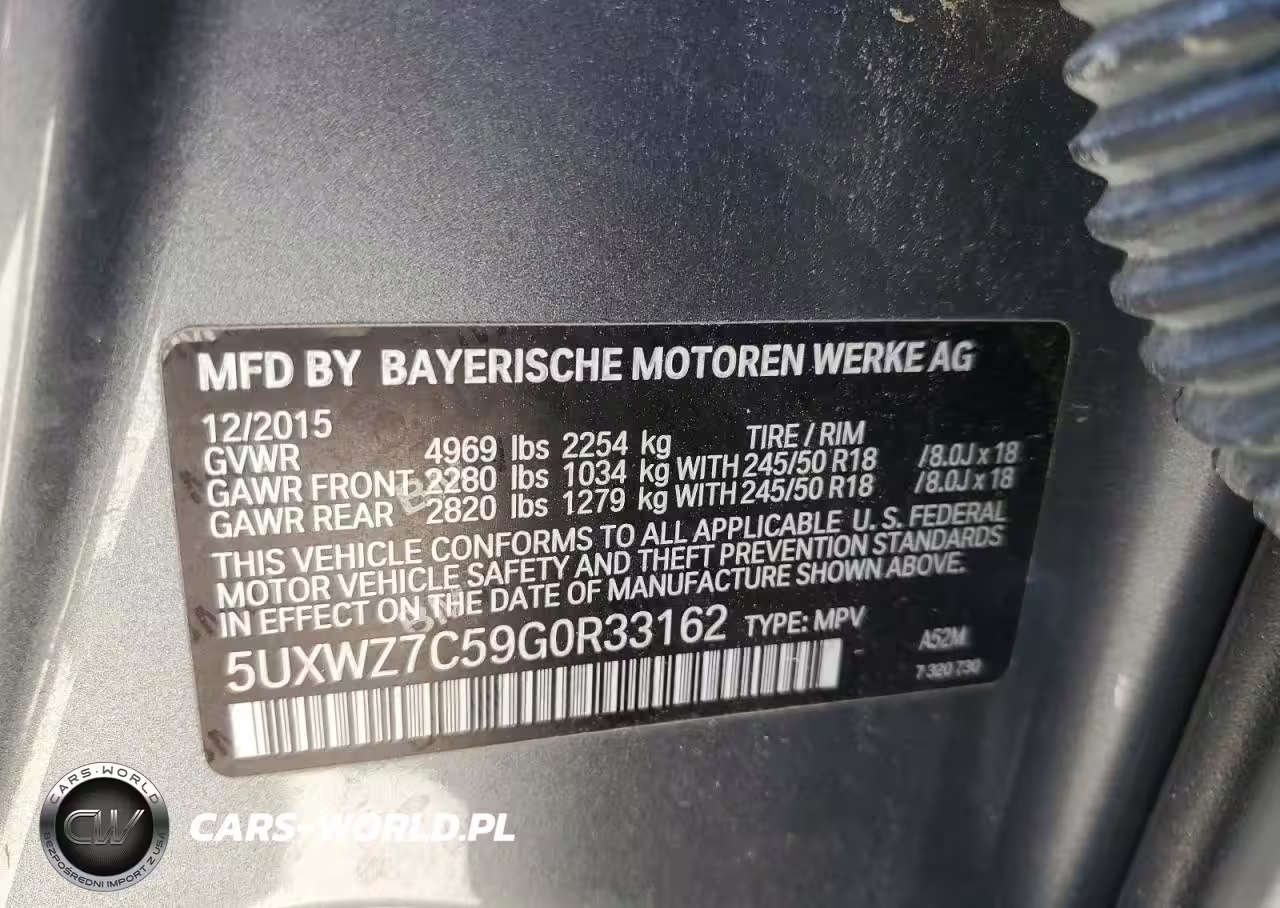 MFD BY BAYERISCHE MOTOREN WERKE AG
12/2015 TIRE / RIM
GVWR 4969 lbs 2254 kg
GAWR FRONT 2280 lbs 1034 kg WITH 245/50 R18 /8.0J x 18
GAWR REAR 2820 lbs 1279 kg WITH 245/50 R18 /8.0J x 18
THIS VEHICLE CONFORMS TO ALL APPLICABLE U. S. FEDERAL
MOTOR VEHICLE SAFETY AND THEFT PREVENTION STANDARDS
IN EFFECT ON THE DATE OF MANUFACTURE SHOWN ABOVE.
5UXWZ7C59G0R33162 TYPE: MPV A52M
7 320 730
CARS-WORLD
CW
BEZPOŚREDNI IMPORT Z USA
CARS-WORLD.PL